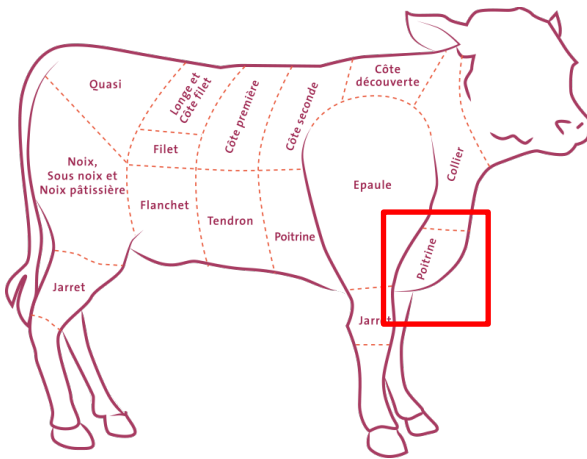 Quasi
Longe et
Côte filet
Côte première
Côte seconde
Côte
découverte
Filet
Collier
Noix,
Sous noix et
Noix pâtissière
Epaule
Flanchet
Tendron
Poitrine
Poitrine
Jarret
Jarret